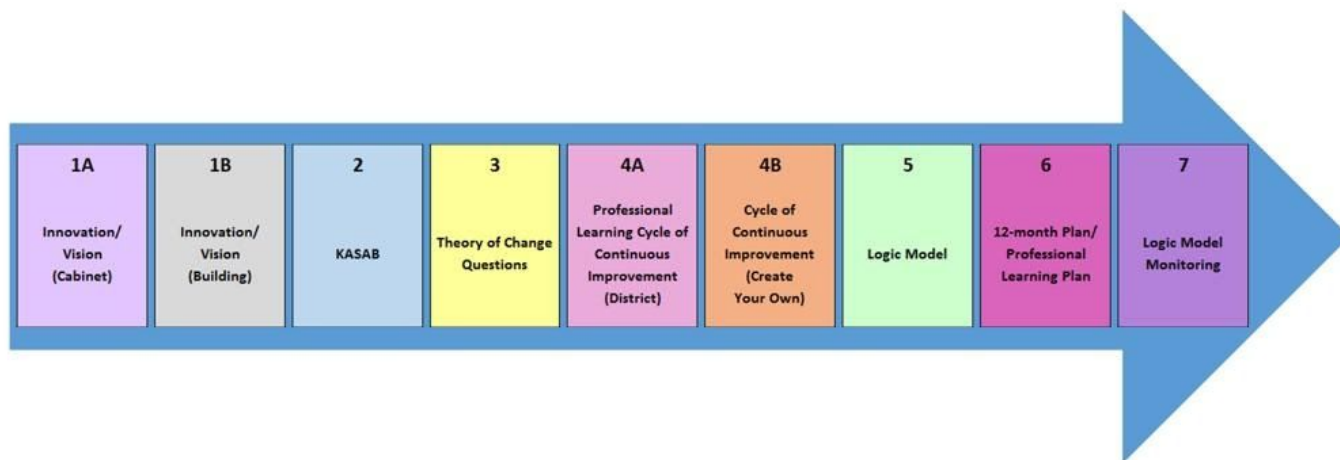 1A
Innovation/
Vision
(Cabinet)
1B
Innovation/
Vision
(Building)
2
KASAB
3
Theory of Change
Questions
4A
Professional
Learning Cycle of
Continuous
Improvement
(District)
4B
Cycle of
Continuous
Improvement
(Create
Your Own)
5
Logic Model
6
12-month Plan/
Professional
Learning Plan
7
Logic Model
Monitoring